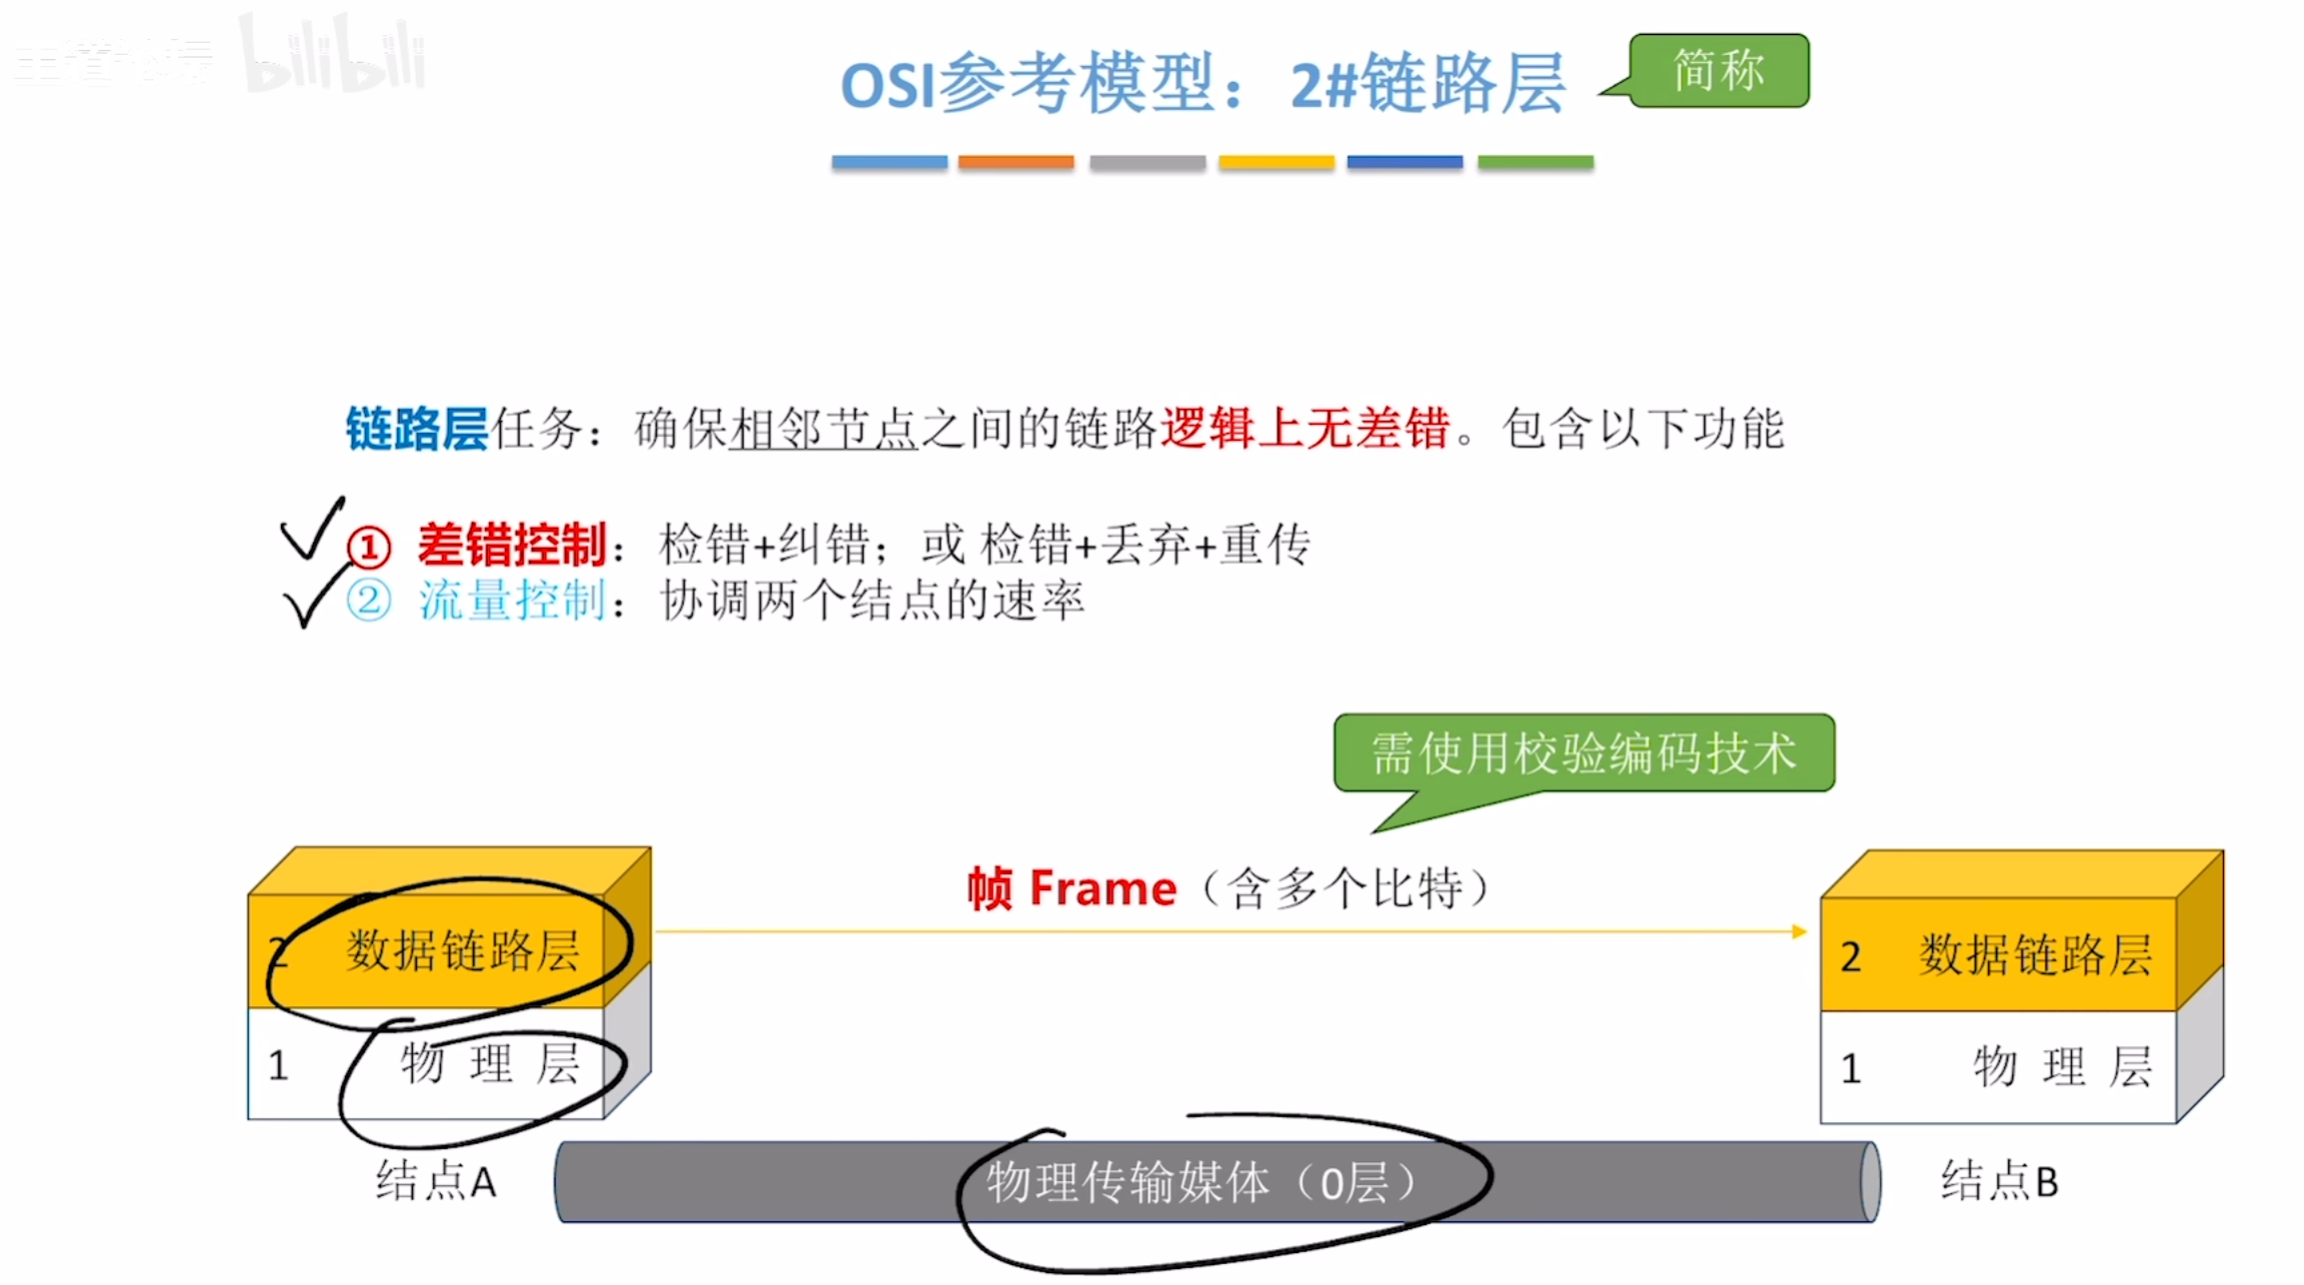 bilibili
OSI参考模型：2#链路层
简称
链路层任务：确保相邻节点之间的链路逻辑上无差错。包含以下功能
① 差错控制：检错+纠错；或 检错+丢弃+重传
② 流量控制：协调两个结点的速率
需使用校验编码技术
帧 Frame（含多个比特）
2 数据链路层
1 物 理 层
结点A
2 数据链路层
1 物 理 层
结点B
物理传输媒体（0层）